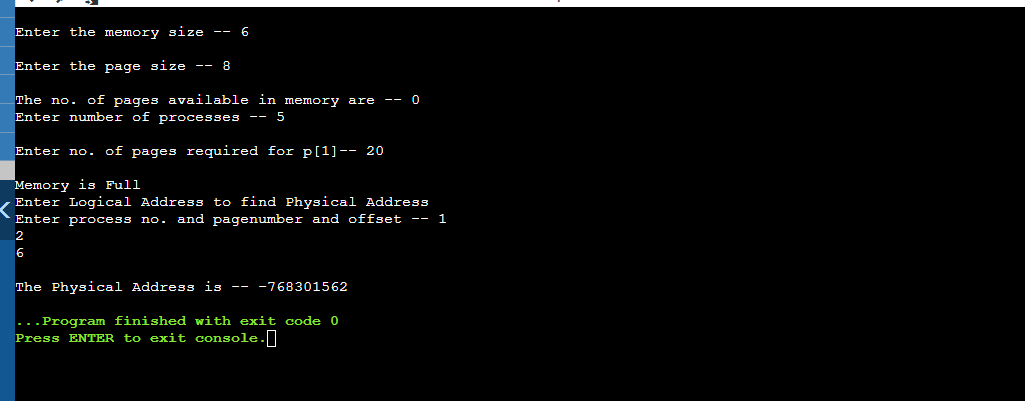 Enter the memory size -- 6
Enter the page size -- 8
The no. of pages available in memory are -- 0
Enter number of processes -- 5
Enter no. of pages required for p[1]-- 20
Memory is Full
Enter Logical Address to find Physical Address
Enter process no. and pagenumber and offset -- 1
2
6
The Physical Address is -- -768301562
...Program finished with exit code 0
Press ENTER to exit console.